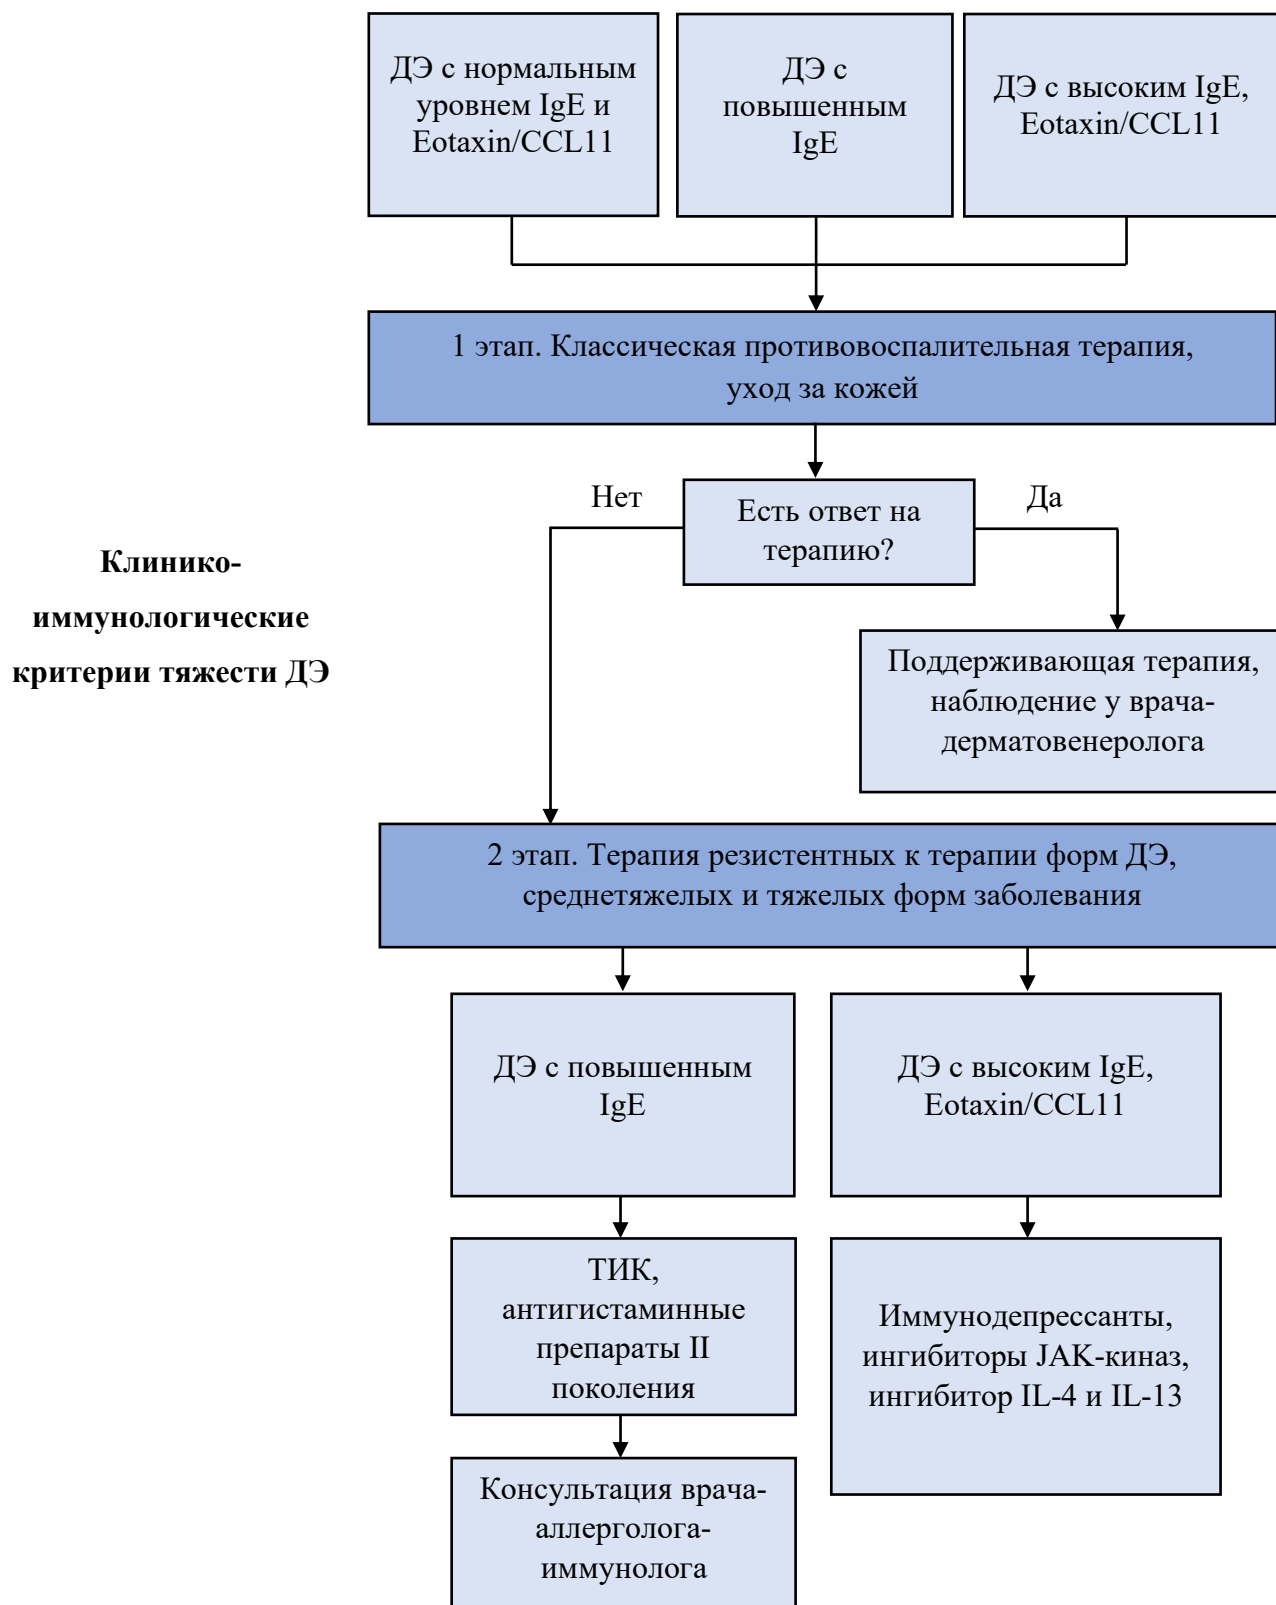 ДЭ с нормальным
уровнем IgE и
Eotaxin/CCL11
ДЭ с
повышенным
IgE
ДЭ с высоким IgE,
Eotaxin/CCL11
1 этап. Классическая противовоспалительная терапия,
уход за кожей
Нет
Есть ответ на
терапию?
Да
Клинико-
иммунологические
критерии тяжести ДЭ
Поддерживающая терапия,
наблюдение у врача-
дерматовенеролога
2 этап. Терапия резистентных к терапии форм ДЭ,
среднетяжелых и тяжелых форм заболевания
ДЭ с повышенным
IgE
ДЭ с высоким IgE,
Eotaxin/CCL11
ТИК,
антигистаминные
препараты II
поколения
Иммунодепрессанты,
ингибиторы JAK-киназ,
ингибитор IL-4 и IL-13
Консультация врача-
аллерголога-
иммунолога